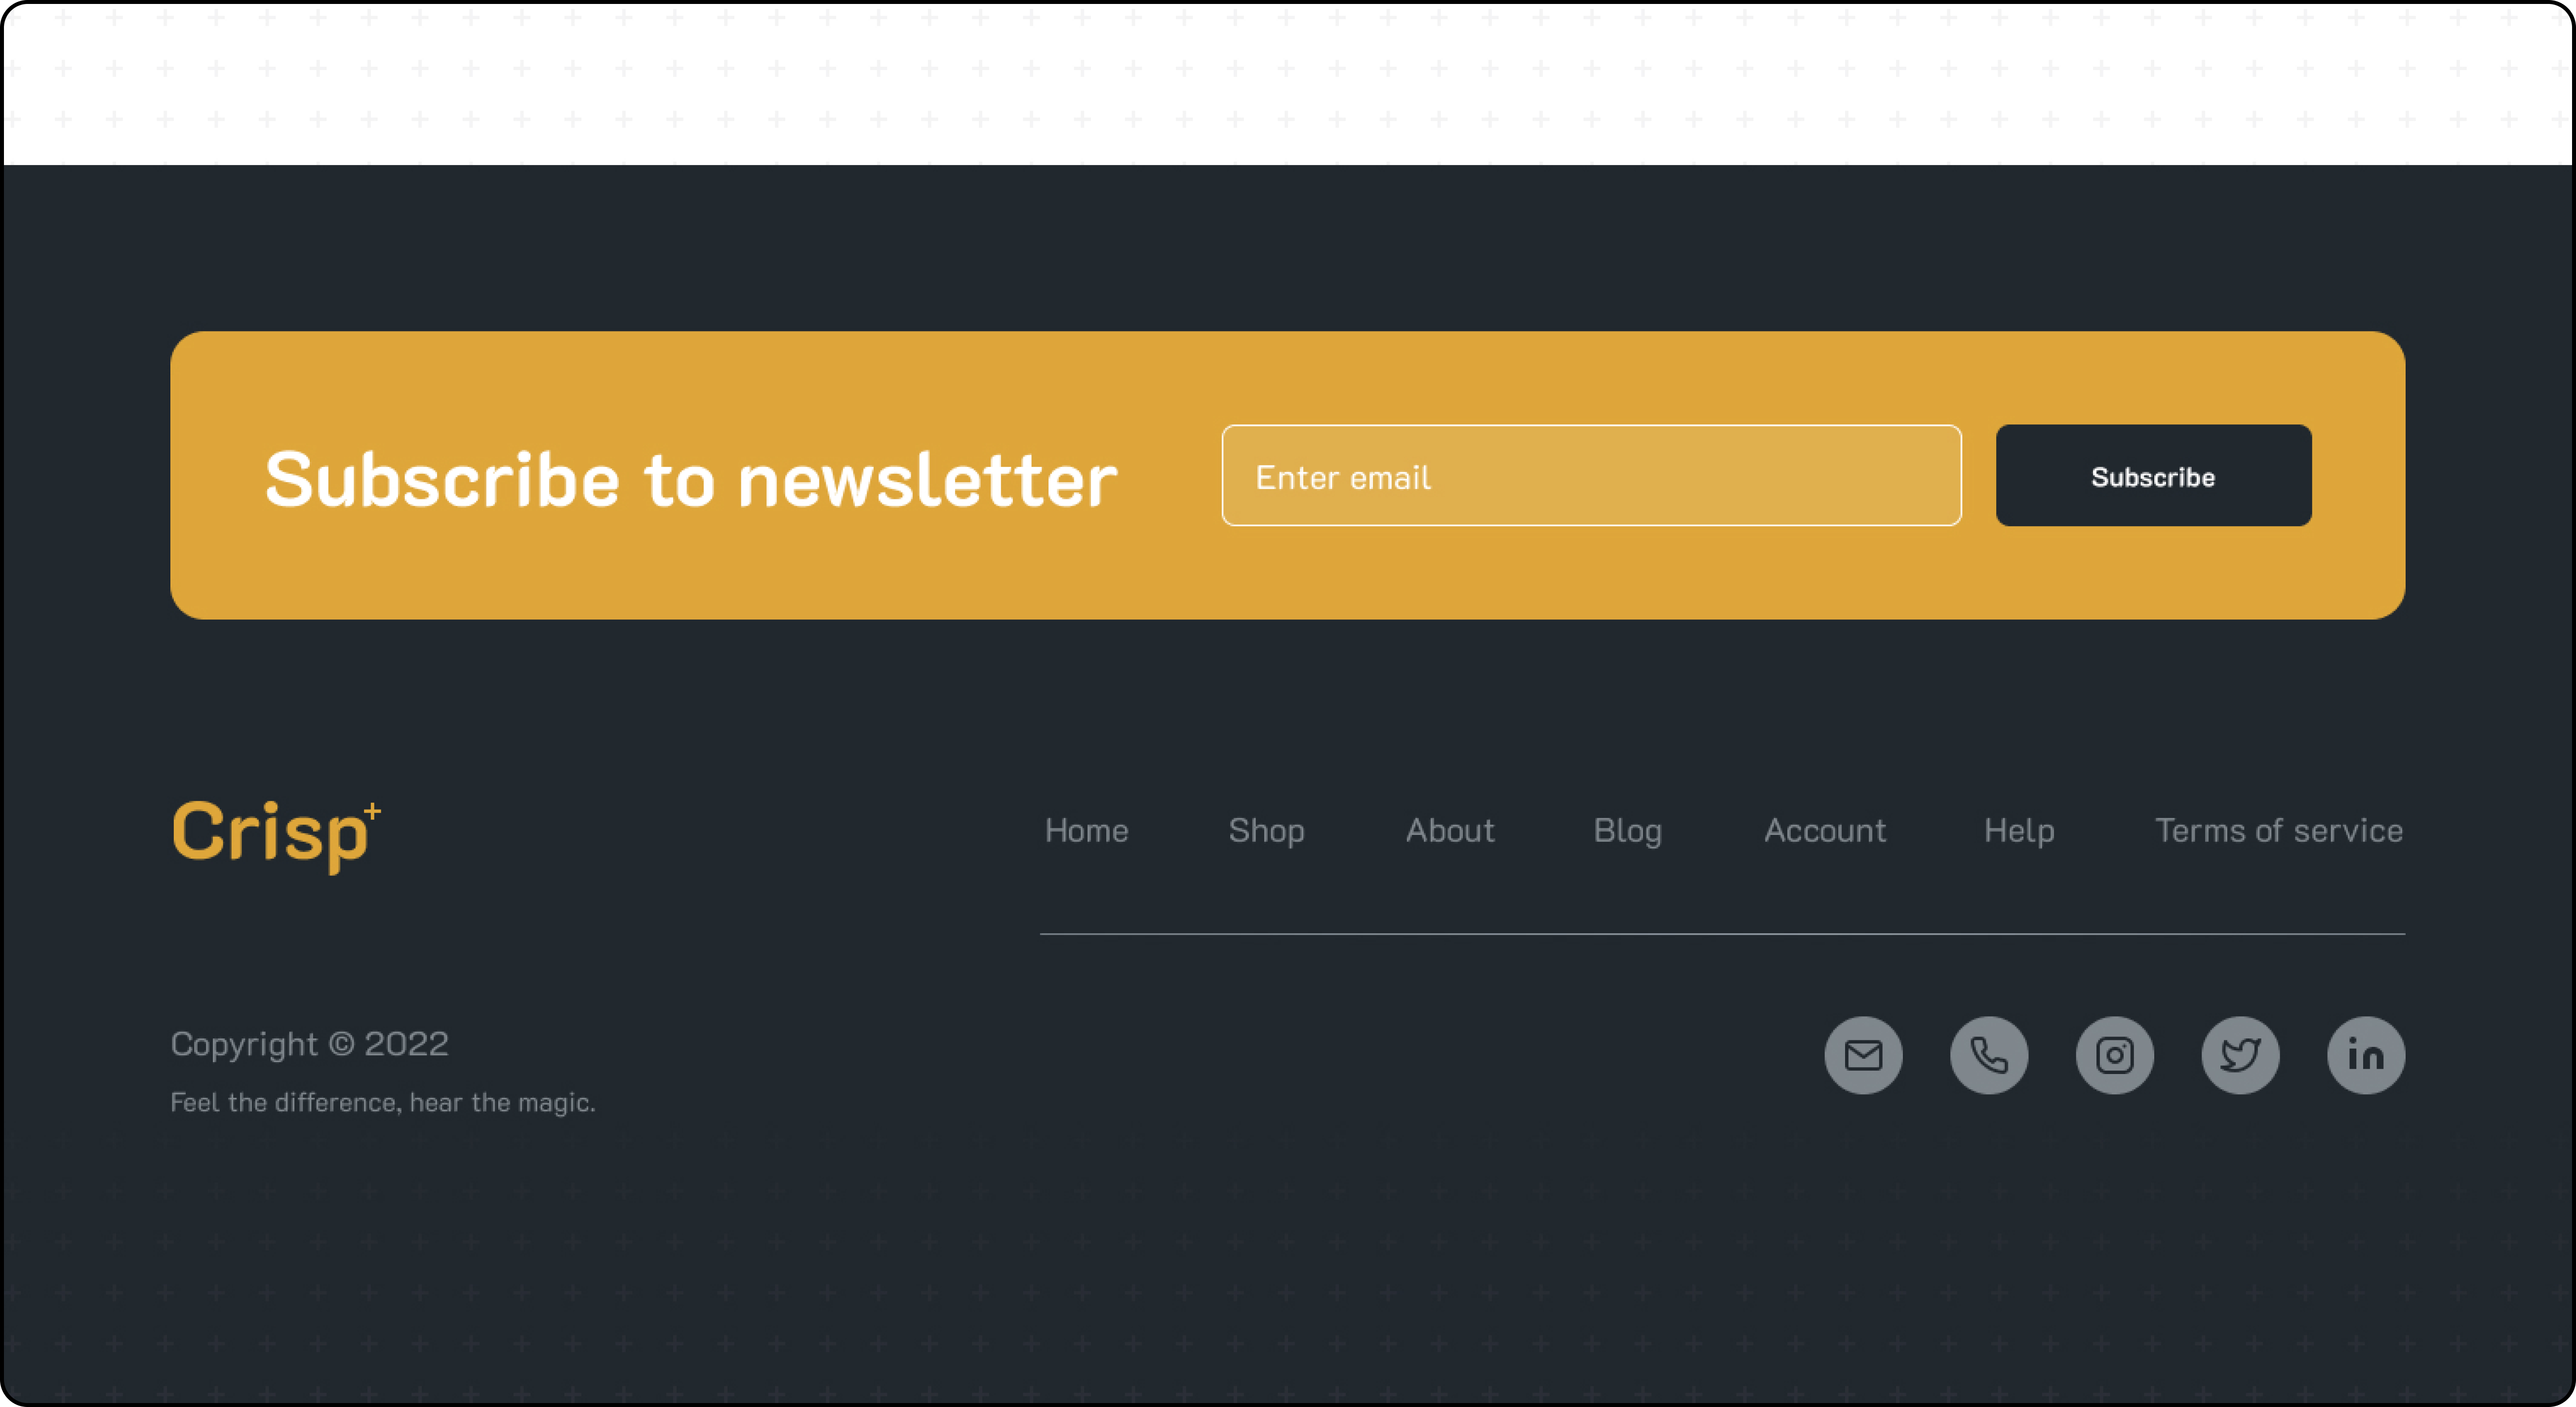 Subscribe to newsletter
Enter email
Subscribe
Crisp+
Home Shop About Blog Account Help Terms of service
Copyright © 2022
Feel the difference, hear the magic.
in